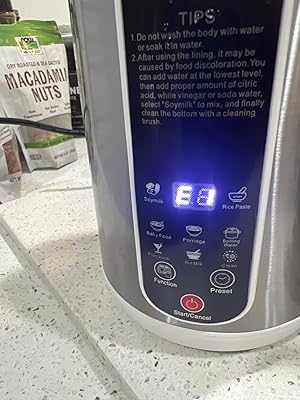 NOW
DRY ROASTED & SEA SALTED
MACADAMIA
NUTS
TIPS
1.Do not wash the body with water
or soak it in water.
2.After using the lining, it may be
caused by food discoloration. You
can add water at the lowest level,
then add proper amount of citric
acid, white vinegar or soda water,
select "Soymilk" to mix, and finally
clean the bottom with a cleaning
brush.
E1
Soymilk
Rice Paste
Baby Food
Porridge
Boiling
Water
Nut Milk
Clean
Function
Preset
Start/Cancel